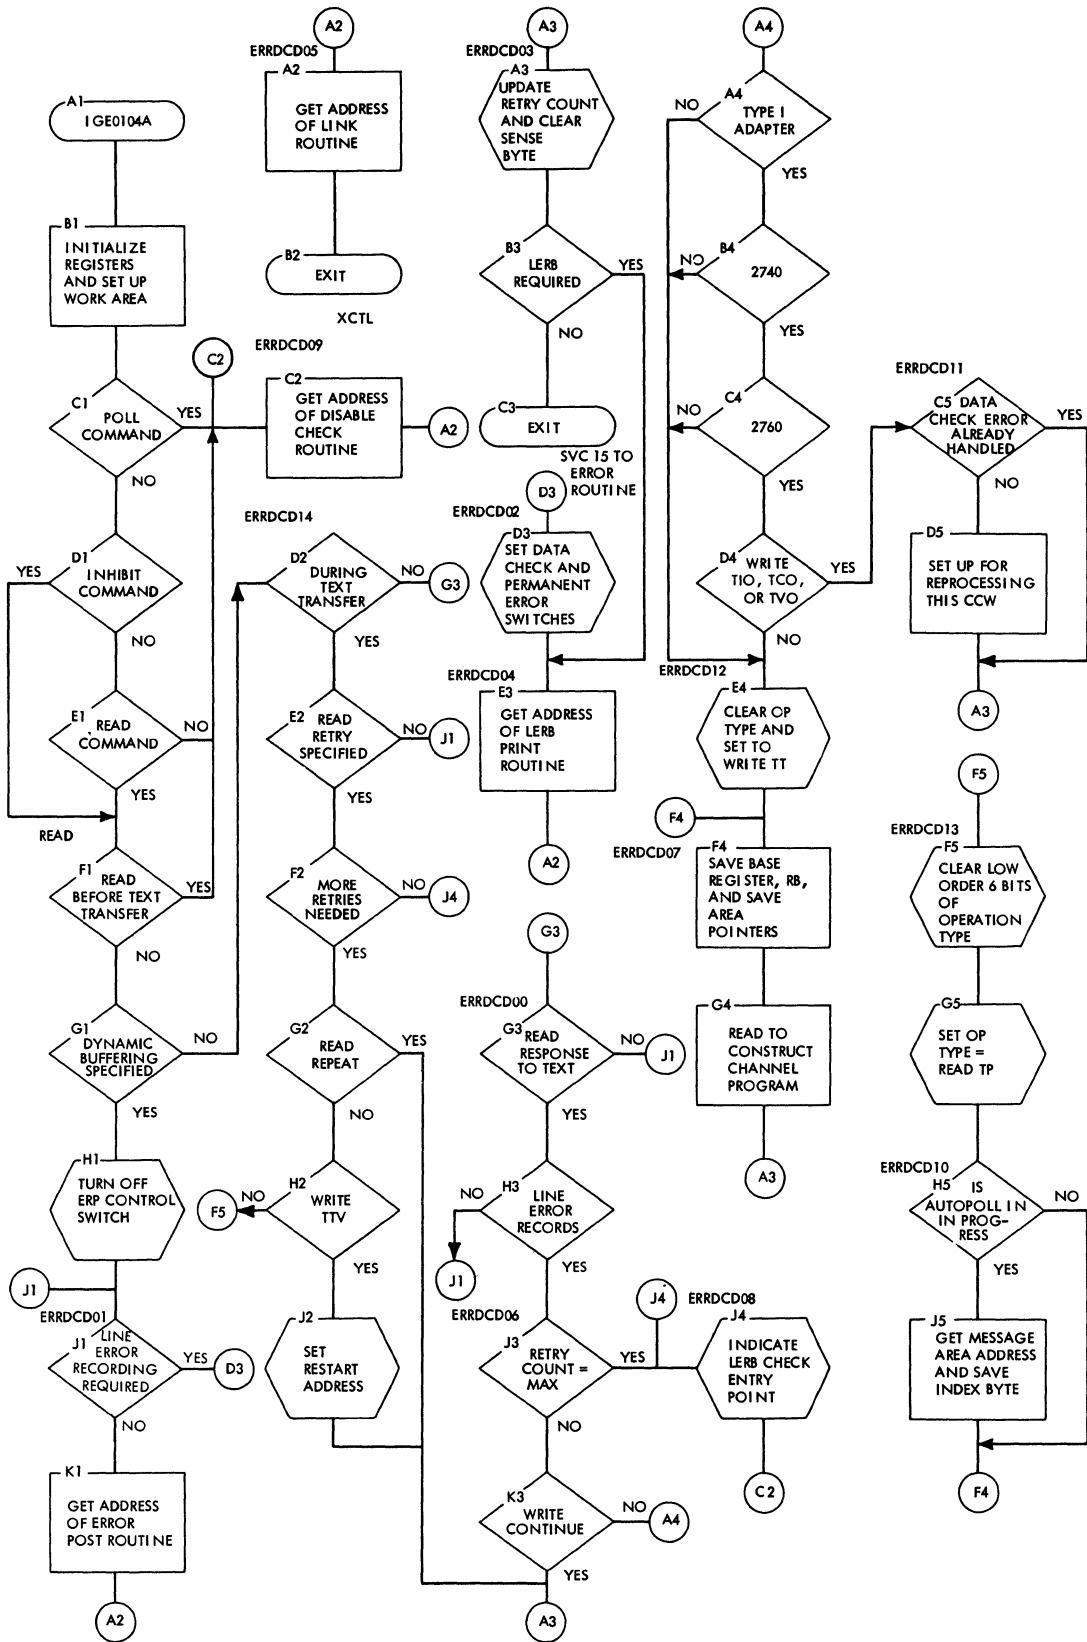 A1
IGE0104A
B1
INITIALIZE
REGISTERS
AND SET UP
WORK AREA
C1
POLL
COMMAND
YES
NO
D1
INHIBIT
COMMAND
YES
NO
E1
READ
COMMAND
NO
YES
READ
F1
READ
BEFORE TEXT
TRANSFER
YES
NO
G1
DYNAMIC
BUFFERING
SPECIFIED
NO
YES
H1
TURN OFF
ERP CONTROL
SWITCH
J1
ERRDCD01
J1
LINE
ERROR
RECORDING
REQUIRED
YES
D3
NO
K1
GET ADDRESS
OF ERROR
POST ROUTINE
A2
A2
ERRDCD05
A2
GET ADDRESS
OF LINK
ROUTINE
B2
EXIT
XCTL
C2
ERRDCD09
C2
GET ADDRESS
OF DISABLE
CHECK
ROUTINE
A2
ERRDCD14
D2
DURING
TEXT
TRANSFER
NO
G3
YES
E2
READ
RETRY
SPECIFIED
NO
J1
YES
F2
MORE
RETRIES
NEEDED
NO
J4
YES
G2
READ
REPEAT
YES
NO
H2
WRITE
TTV
NO
F5
YES
J2
SET
RESTART
ADDRESS
A3
ERRDCD03
A3
UPDATE
RETRY COUNT
AND CLEAR
SENSE
BYTE
B3
LERB
REQUIRED
YES
NO
C3
EXIT
SVC 15 TO
ERROR
ROUTINE
D3
ERRDCD02
D3
SET DATA
CHECK AND
PERMANENT
ERROR
SWITCHES
ERRDCD04
E3
GET ADDRESS
OF LERB
PRINT
ROUTINE
A2
G3
ERRDCD00
G3
READ
RESPONSE
TO TEXT
NO
J1
YES
H3
LINE
ERROR
RECORDS
NO
J1
YES
ERRDCD06
J3
RETRY
COUNT =
MAX
YES
NO
K3
WRITE
CONTINUE
NO
A4
YES
A3
A4
A4
TYPE I
ADAPTER
NO
YES
B4
2740
NO
YES
C4
2760
NO
YES
D4
WRITE
TIO, TCO,
OR TVO
YES
NO
ERRDCD12
E4
CLEAR OP
TYPE AND
SET TO
WRITE TT
F4
ERRDCD07
F4
SAVE BASE
REGISTER, RB,
AND SAVE
AREA
POINTERS
G4
READ TO
CONSTRUCT
CHANNEL
PROGRAM
A3
J4
ERRDCD08
J4
INDICATE
LERB CHECK
ENTRY
POINT
C2
ERRDCD11
C5 DATA
CHECK ERROR
ALREADY
HANDLED
YES
NO
D5
SET UP FOR
REPROCESSING
THIS CCW
A3
F5
ERRDCD13
F5
CLEAR LOW
ORDER 6 BITS
OF
OPERATION
TYPE
G5
SET OP
TYPE =
READ TP
ERRDCD10
H5
IS
AUTOPOLL IN
IN PROG-
RESS
NO
YES
J5
GET MESSAGE
AREA ADDRESS
AND SAVE
INDEX BYTE
F4